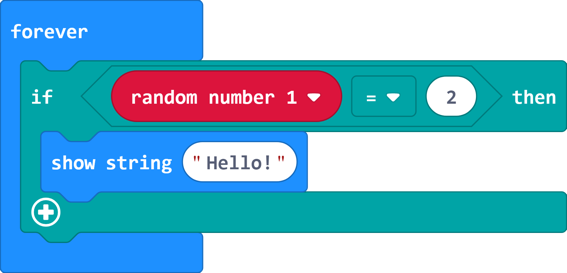 forever
if random number 1 = 2 then
show string "Hello!"